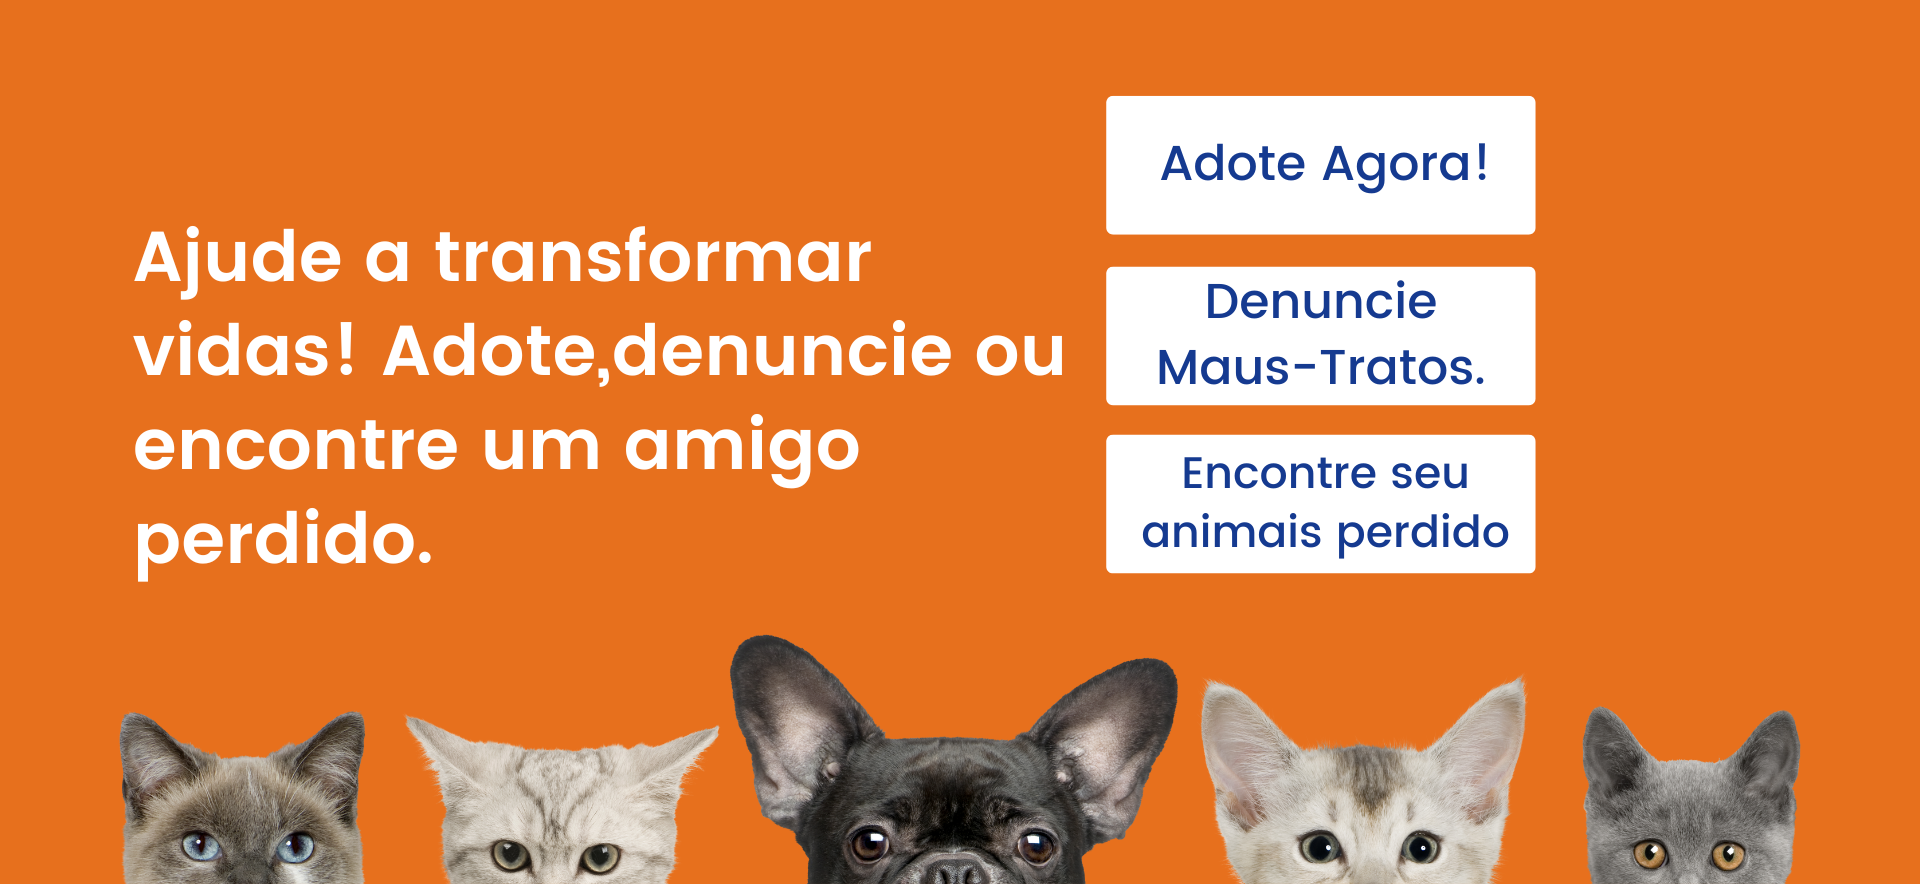 Ajude a transformar
vidas! Adote,denuncie ou
encontre um amigo
perdido.
Adote Agora!
Denuncie
Maus-Tratos.
Encontre seu
animais perdido